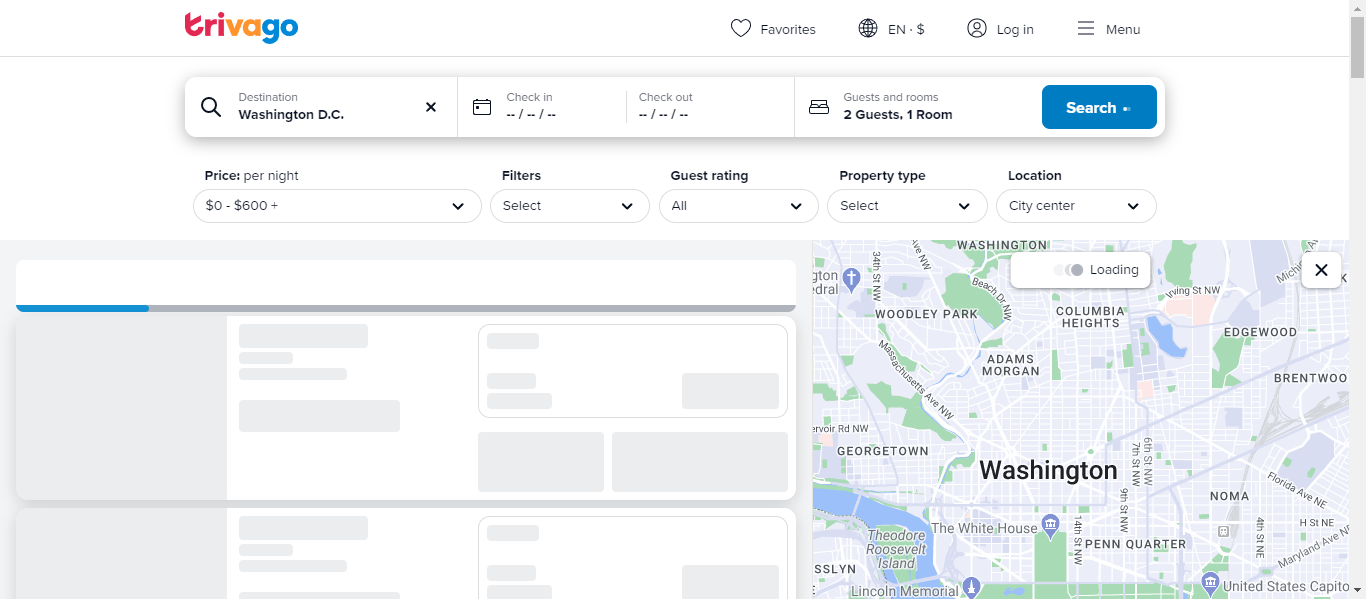 trivago
Favorites
EN · $
Log in
Menu
Destination
Washington D.C.
Check in
-- / -- / --
Check out
-- / -- / --
Guests and rooms
2 Guests, 1 Room
Search
Price: per night
$0 - $600 +
Filters
Select
Guest rating
All
Property type
Select
Location
City center
Loading
WASHINGTON
34th St NW
Ave NW
Beach Dr NW
Irving St NW
WOODLEY PARK
COLUMBIA
HEIGHTS
EDGEWOOD
Massachusetts Ave NW
ADAMS
MORGAN
BRENTWOO
ervoir Rd NW
GEORGETOWN
Washington
7th St NW
6th St NW
9th St NW
Florida Ave NE
NOMA
The White House
14th St NW
4th St NE
H St NE
Maryland Ave NE
Theodore
Roosevelt
Island
PENN QUARTER
SSLYN
Lincoln Memorial
United States Capito